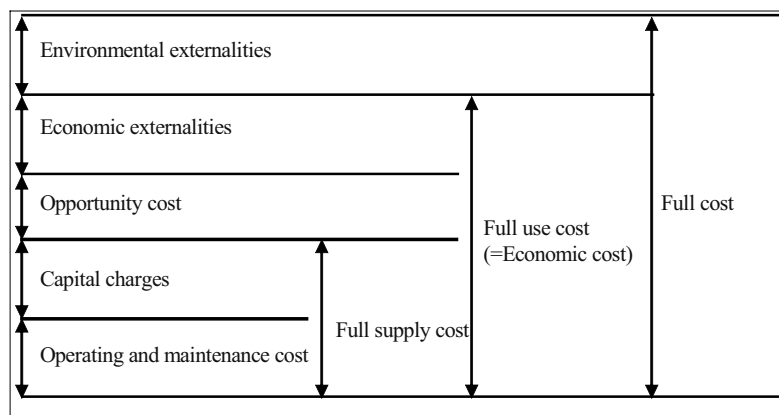 Environmental externalities
Economic externalities
Opportunity cost
Capital charges
Operating and maintenance cost
Full supply cost
Full use cost
(=Economic cost)
Full cost